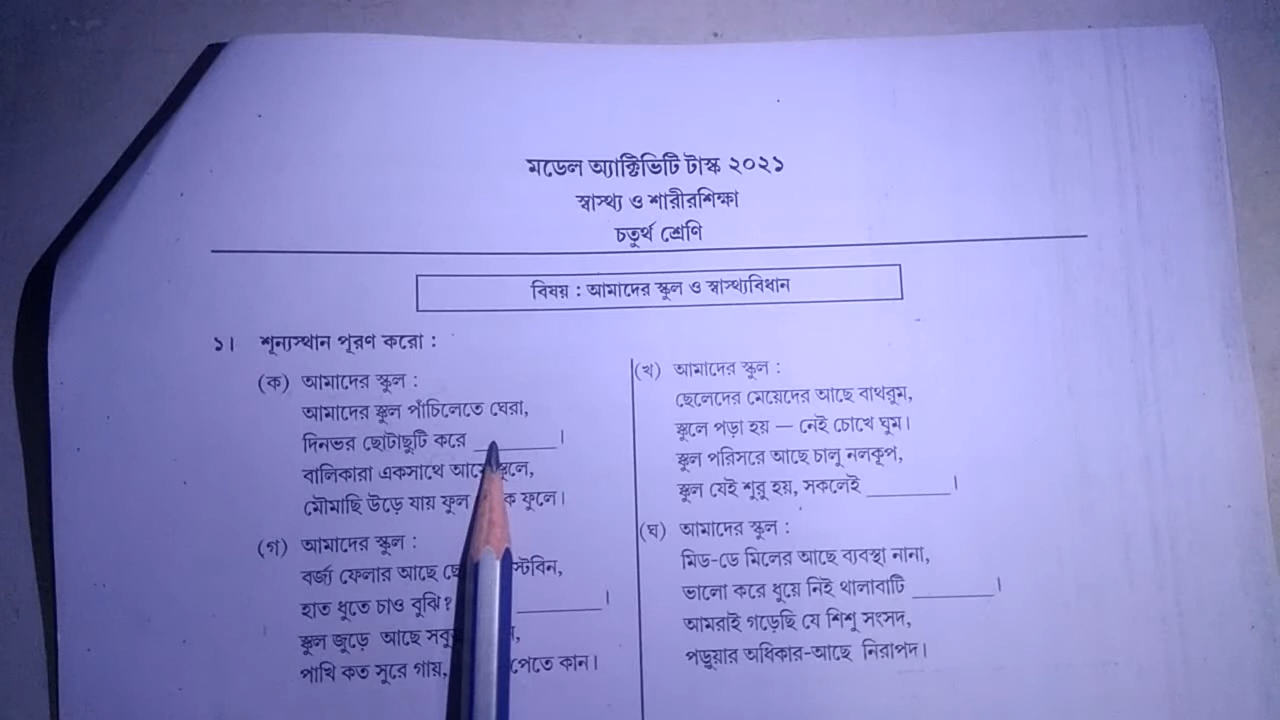 মডেল অ্যাক্টিভিটি টাস্ক ২০২১
স্বাস্থ্য ও শারীরশিক্ষা
চতুর্থ শ্রেণি
বিষয় : আমাদের স্কুল ও স্বাস্থ্যবিধান
১। শূন্যস্থান পূরণ করো :
(ক) আমাদের স্কুল :
আমাদের স্কুল পাঁচিলেতে ঘেরা,
দিনভর ছোটাছুটি করে ________।
বালিকারা একসাথে আসে স্কুলে,
মৌমাছি উড়ে যায় ফুল ক ফুলে।
(গ) আমাদের স্কুল :
বর্জ্য ফেলার আছে স্টবিন,
হাত ধুতে চাও বুঝি? ________।
স্কুল জুড়ে আছে
পাখি কত সুরে গায়, পেতে কান।
(খ) আমাদের স্কুল :
ছেলেদের মেয়েদের আছে বাথরুম,
স্কুলে পড়া হয় — নেই চোখে ঘুম।
স্কুল পরিসরে আছে চালু নলকূপ,
স্কুল যেই শুরু হয়, সকলেই ________।
(ঘ) আমাদের স্কুল :
মিড-ডে মিলের আছে ব্যবস্থা নানা,
ভালো করে ধুয়ে নিই থালাবাটি ________।
আমরাই গড়েছি যে শিশু সংসদ,
পড়ুয়ার অধিকার-আছে নিরাপদ।